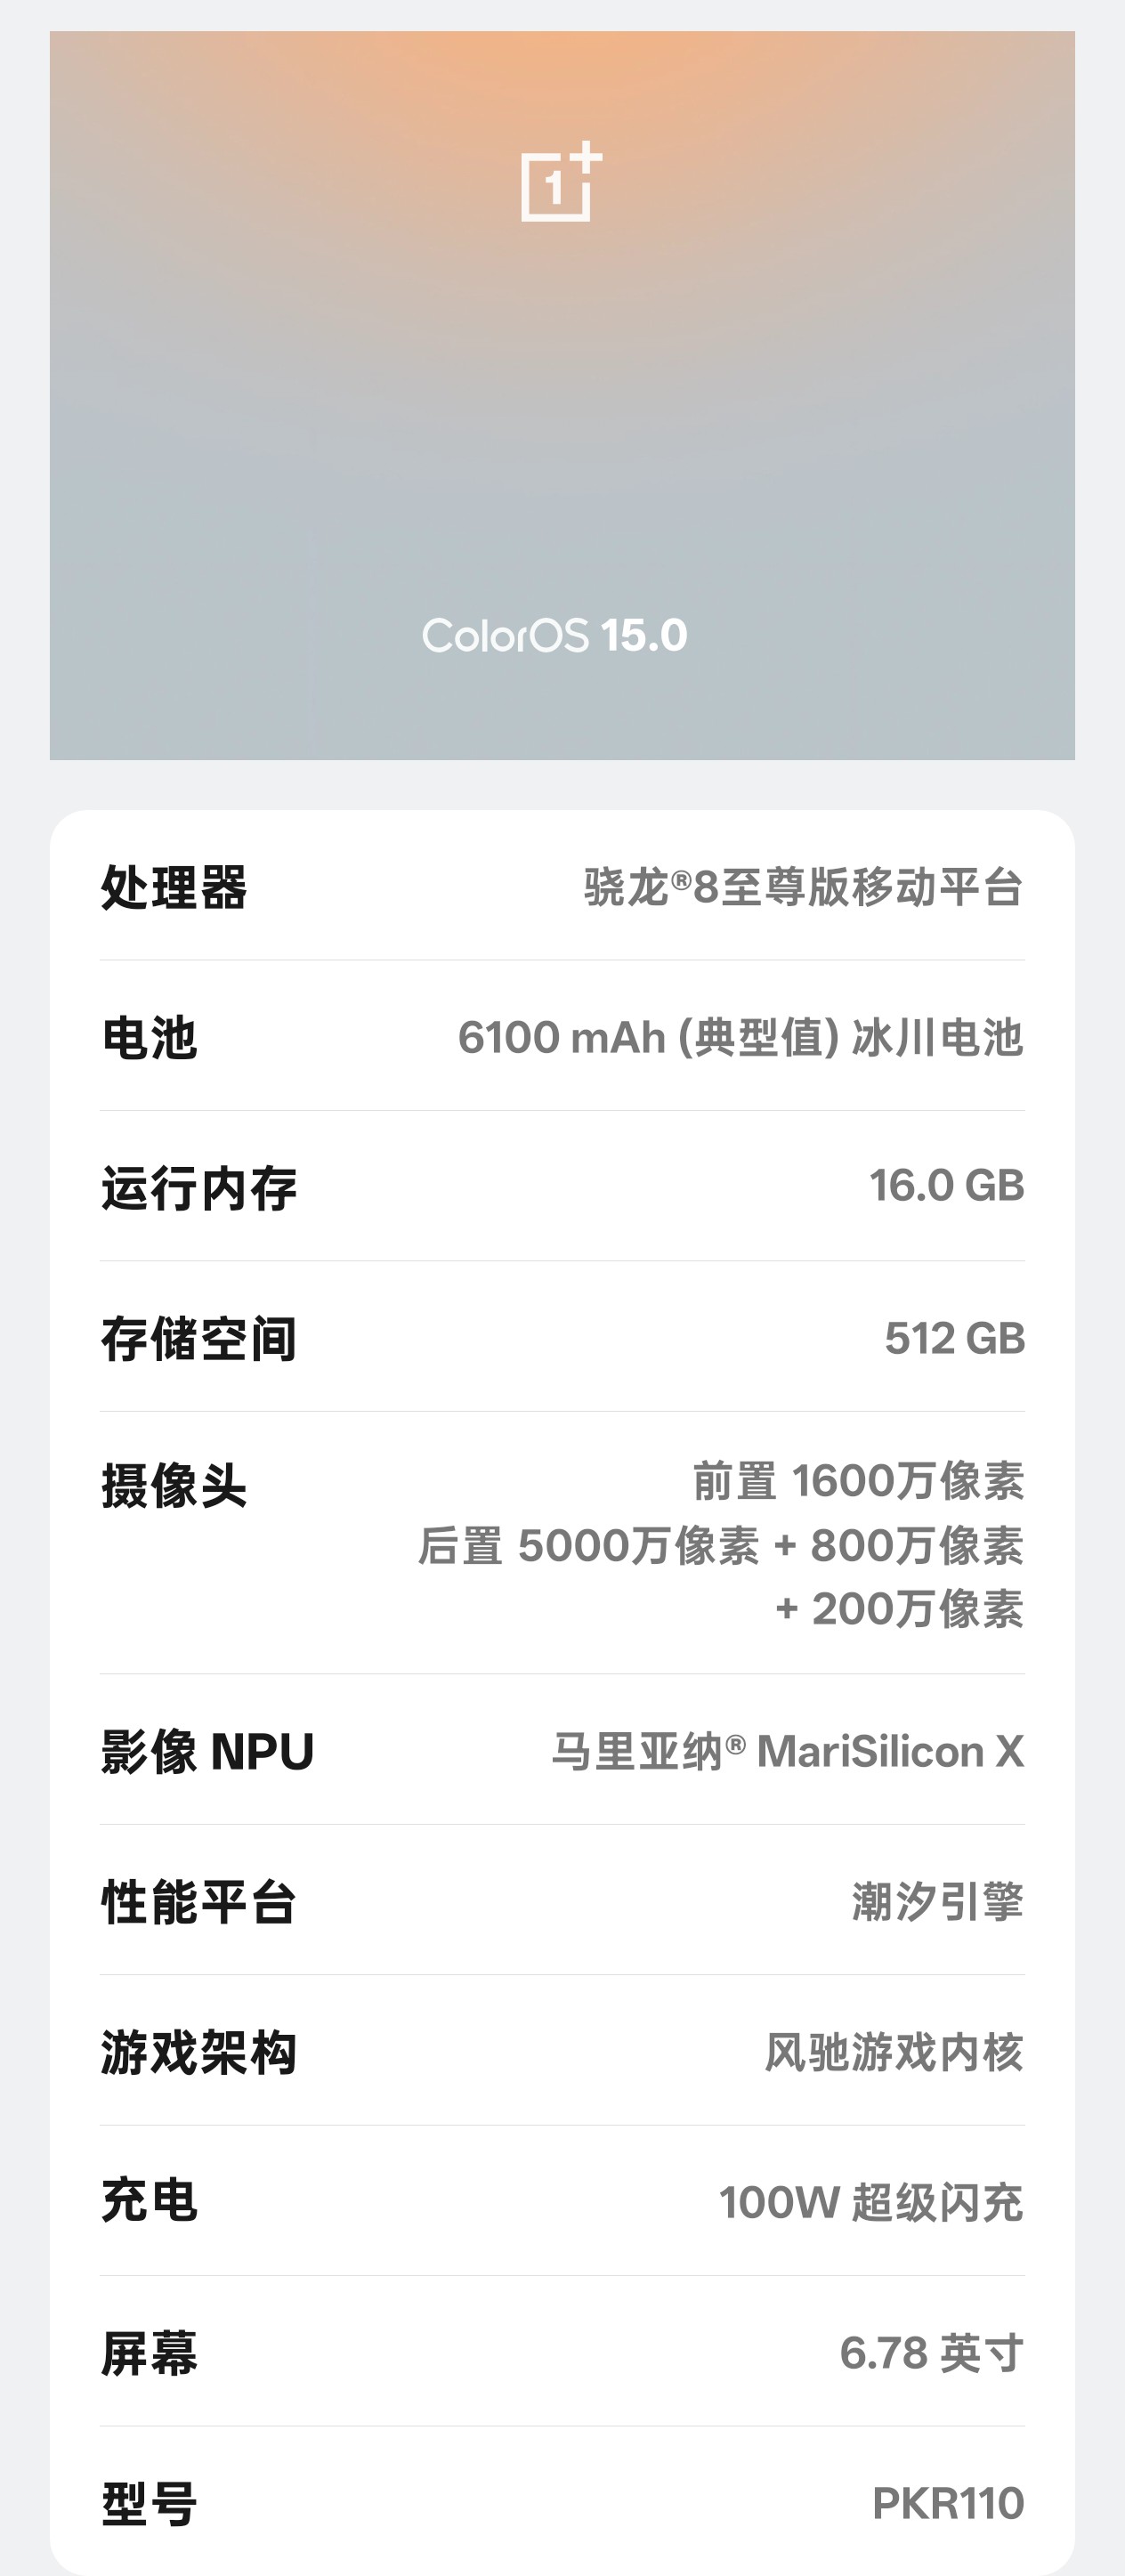 1+
ColorOS 15.0
处理器 骁龙®8至尊版移动平台
电池 6100 mAh (典型值) 冰川电池
运行内存 16.0 GB
存储空间 512 GB
摄像头 前置 1600万像素
后置 5000万像素 + 800万像素
+ 200万像素
影像 NPU 马里亚纳® MariSilicon X
性能平台 潮汐引擎
游戏架构 风驰游戏内核
充电 100W 超级闪充
屏幕 6.78 英寸
型号 PKR110